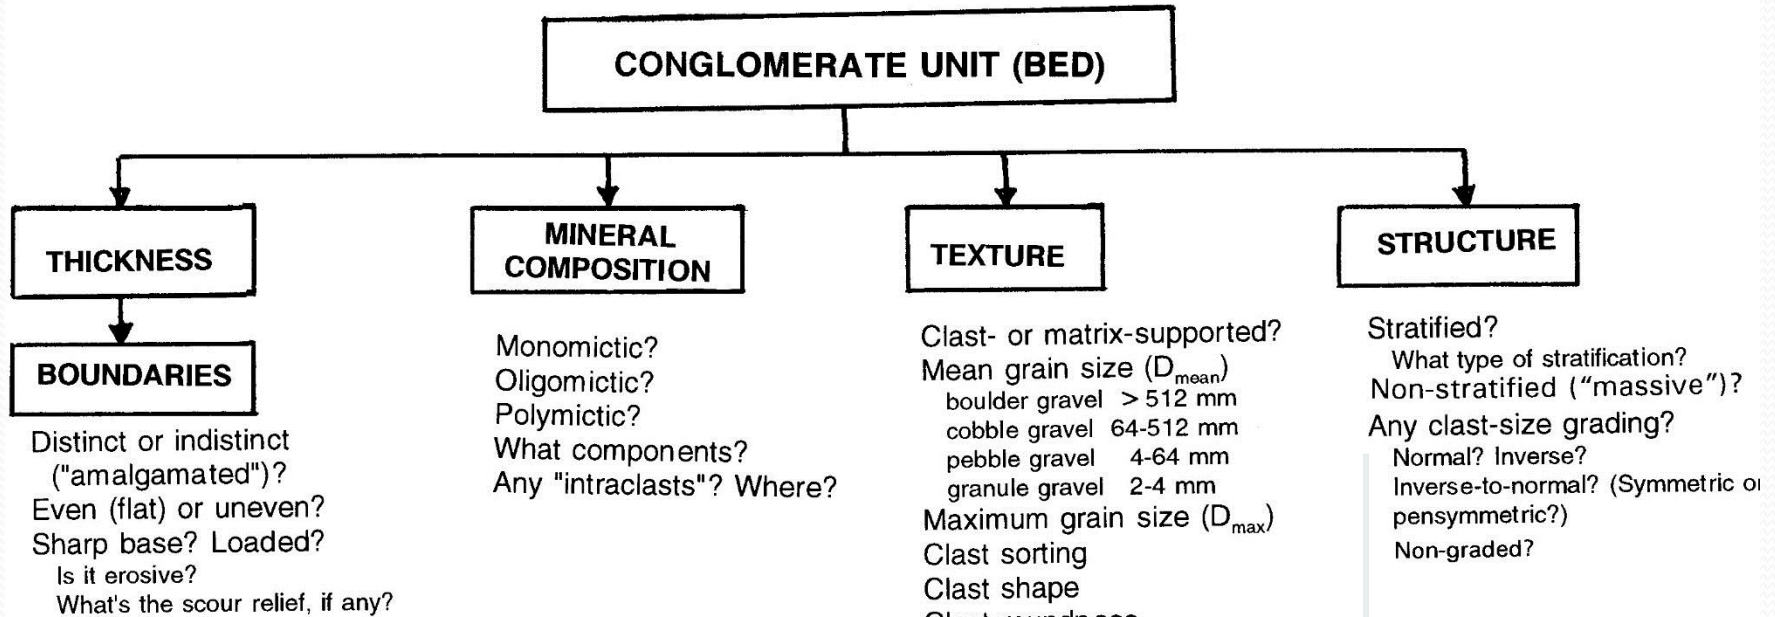 CONGLOMERATE UNIT (BED)
THICKNESS
BOUNDARIES
Distinct or indistinct
("amalgamated")?
Even (flat) or uneven?
Sharp base? Loaded?
Is it erosive?
What's the scour relief, if any?
MINERAL
COMPOSITION
Monomictic?
Oligomictic?
Polymictic?
What components?
Any "intraclasts"? Where?
TEXTURE
Clast- or matrix-supported?
Mean grain size (Dmean)
boulder gravel > 512 mm
cobble gravel 64-512 mm
pebble gravel 4-64 mm
granule gravel 2-4 mm
Maximum grain size (Dmax)
Clast sorting
Clast shape
STRUCTURE
Stratified?
What type of stratification?
Non-stratified ("massive")?
Any clast-size grading?
Normal? Inverse?
Inverse-to-normal? (Symmetric or
pensymmetric?)
Non-graded?